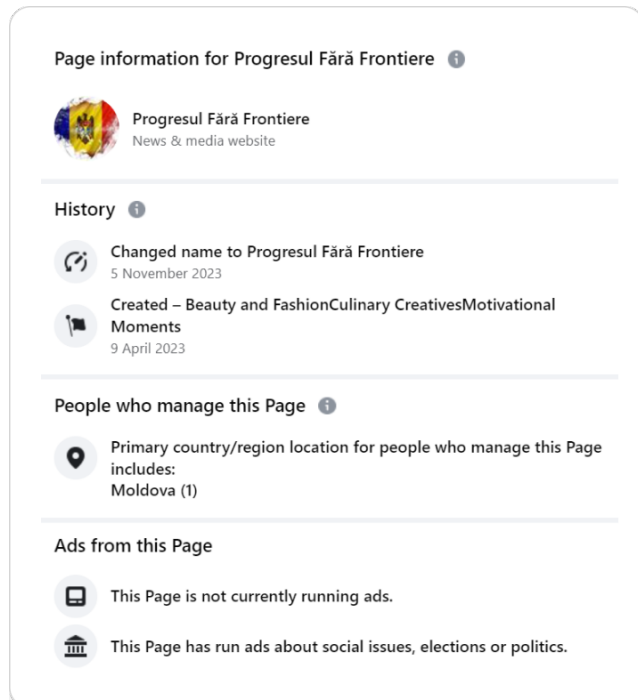 Page information for Progresul Fără Frontiere
Progresul Fără Frontiere
News & media website
History
Changed name to Progresul Fără Frontiere
5 November 2023
Created – Beauty and FashionCulinary CreativesMotivational
Moments
9 April 2023
People who manage this Page
Primary country/region location for people who manage this Page
includes:
Moldova (1)
Ads from this Page
This Page is not currently running ads.
This Page has run ads about social issues, elections or politics.